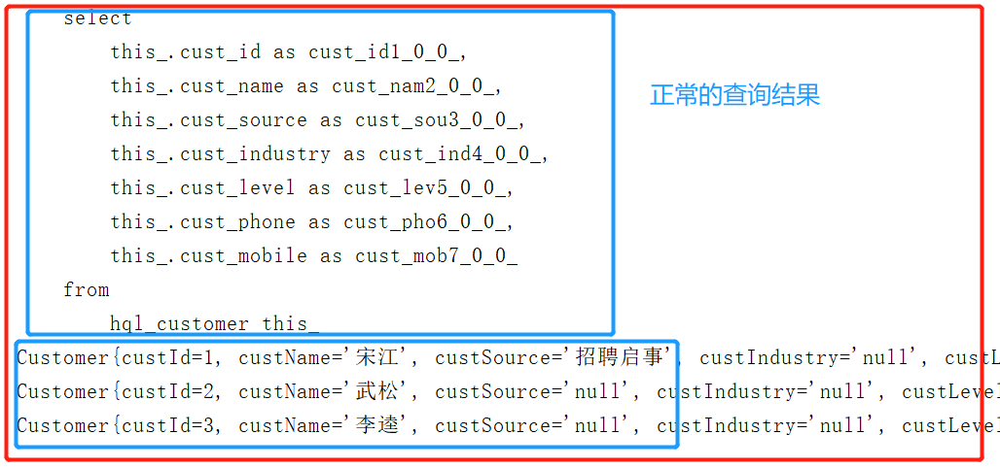 select
this_.cust_id as cust_id1_0_0_,
this_.cust_name as cust_nam2_0_0_,
正常的查询结果
this_.cust_source as cust_sou3_0_0_,
this_.cust_industry as cust_ind4_0_0_,
this_.cust_level as cust_lev5_0_0_,
this_.cust_phone as cust_pho6_0_0_,
this_.cust_mobile as cust_mob7_0_0_
from
hql_customer this_
Customer{custId=1, custName='宋江', custSource='招聘启事', custIndustry='null', custL
Customer{custId=2, custName='武松', custSource='null', custIndustry='null', custLevel
Customer{custId=3, custName='李逵', custSource='null', custIndustry='null', custLevel